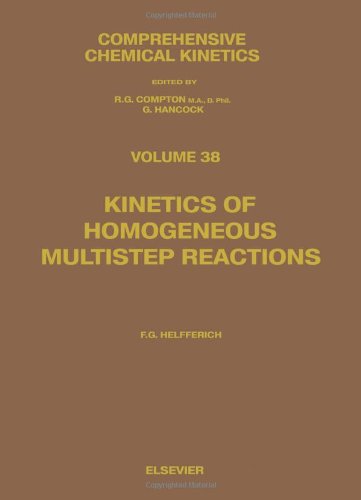 COMPREHENSIVE
CHEMICAL KINETICS
EDITED BY
R.G. COMPTON M.A., D. Phil.
G. HANCOCK
VOLUME 38
KINETICS OF
HOMOGENEOUS
MULTISTEP REACTIONS
F.G. HELFFERICH
ELSEVIER